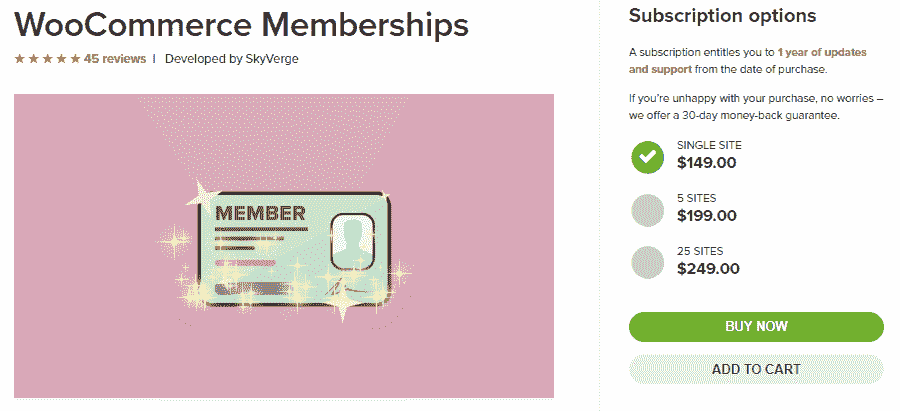 WooCommerce Memberships
★★★★★ 45 reviews | Developed by SkyVerge
MEMBER
Subscription options
A subscription entitles you to 1 year of updates
and support from the date of purchase.
If you're unhappy with your purchase, no worries –
we offer a 30-day money-back guarantee.
SINGLE SITE
$149.00
5 SITES
$199.00
25 SITES
$249.00
BUY NOW
ADD TO CART